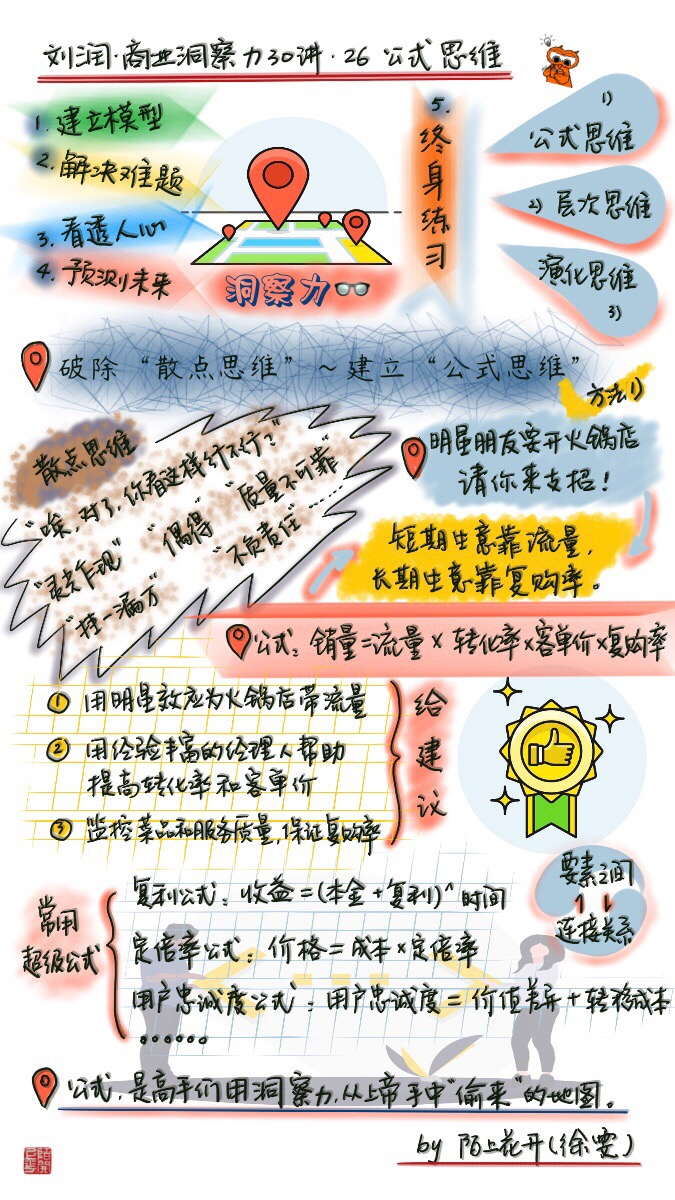 刘润·商业洞察力30讲·26 公式思维
1. 建立模型
2. 解决难题
3. 看透人心
4. 预测未来
洞察力
5.
终身练习
1)
公式思维
2) 层次思维
演化思维
3)
破除“散点思维”~建立“公式思维”
方法1)
散点思维
“唉,对了,你看这样行不行?”
“灵光乍现” “偶得” “质量不可靠”
“挂一漏万” “不负责任”……
明星朋友要开火锅店
请你来支招!
短期生意靠流量,
长期生意靠复购率。
公式:销量=流量×转化率×客单价×复购率
① 用明星效应为火锅店带流量
② 用经验丰富的经理人帮助
提高转化率和客单价
③ 监控菜品和服务质量,保证复购率
给建议
要素之间
连接关系
常用
超级公式
复利公式:收益=(本金+复利)^时间
定倍率公式:价格=成本×定倍率
用户忠诚度公式:用户忠诚度=价值差异+转移成本
……
公式,是高手们用洞察力,从上帝手中“偷来”的地图。
by 陌上花开(徐雯)